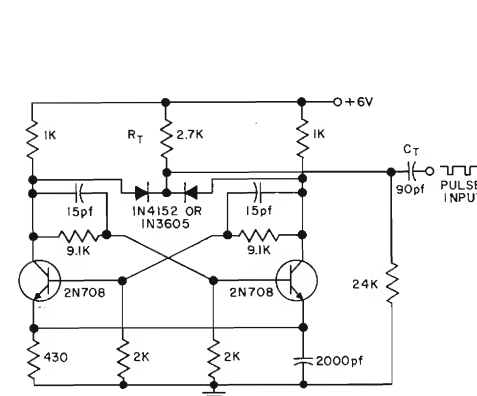 +6V
1K
R_T
2.7K
1K
C_T
15pf
1N4152 OR
1N3605
15pf
90pf
PULSE
INPU
9.1K
9.1K
2N708
2N708
24K
430
2K
2K
2000pf